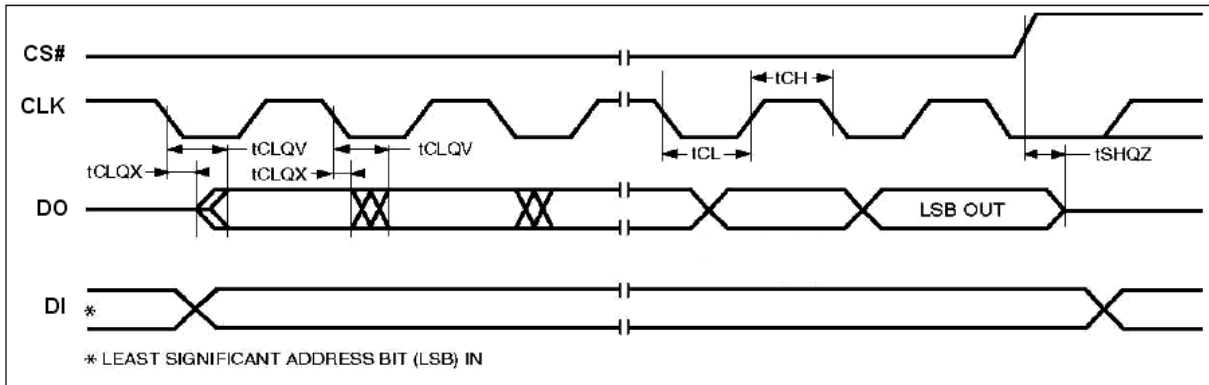 CS#
tCH
CLK
tCLQV
tCLQV
tCL
tSHQZ
tCLQX
tCLQX
DO
LSB OUT
DI
*
* LEAST SIGNIFICANT ADDRESS BIT (LSB) IN